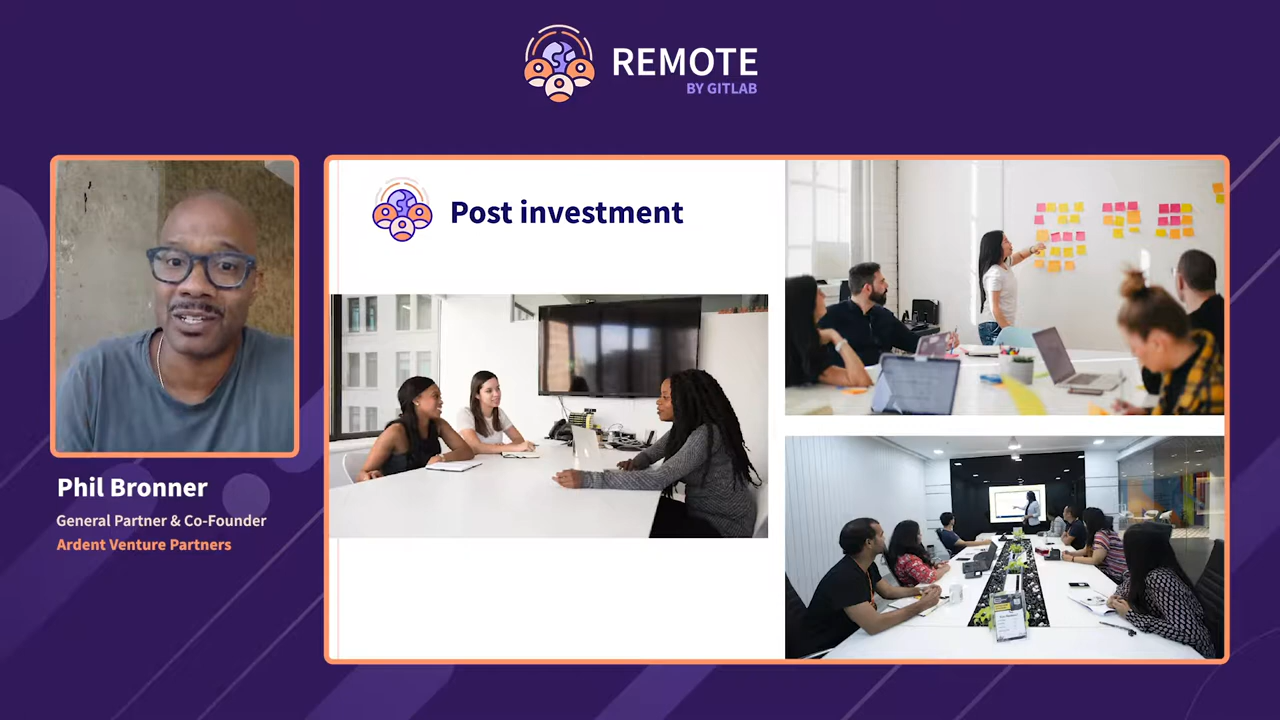 REMOTE
BY GITLAB
Post investment
Phil Bronner
General Partner & Co-Founder
Ardent Venture Partners